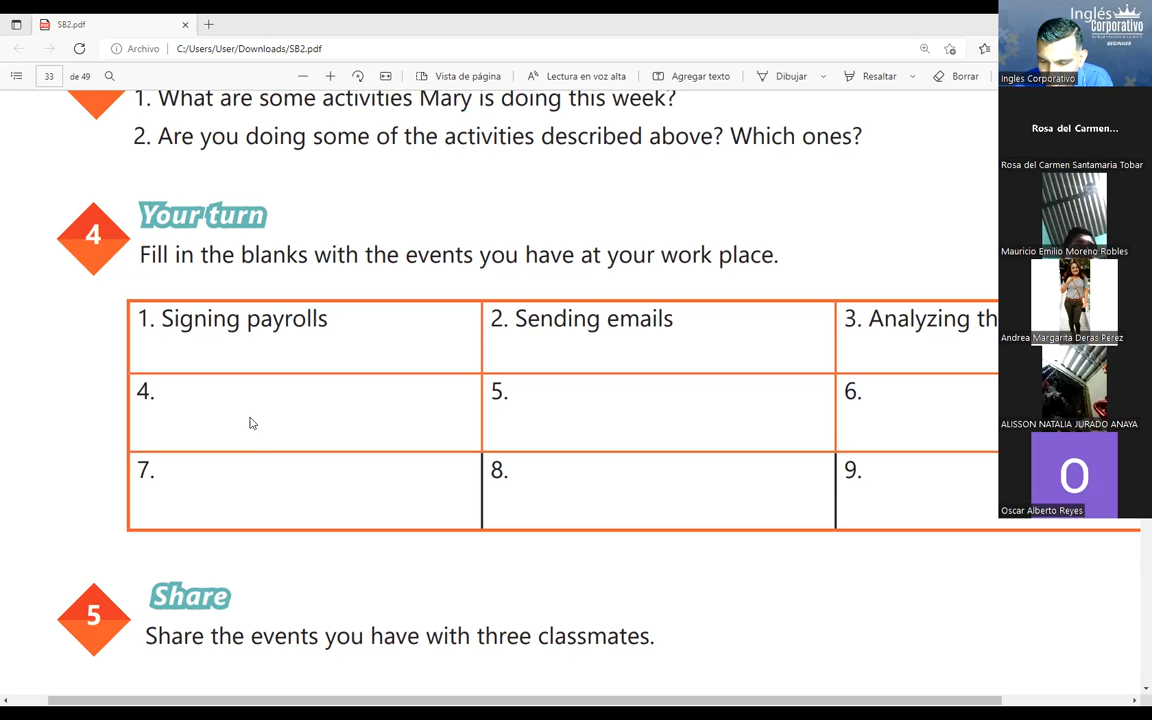 SB2.pdf
Archivo C:/Users/User/Downloads/SB2.pdf
33 de 49 Vista de página Lectura en voz alta Agregar texto Dibujar Resaltar Borrar
1. What are some activities Mary is doing this week?
2. Are you doing some of the activities described above? Which ones?
4 Your turn
Fill in the blanks with the events you have at your work place.
1. Signing payrolls 2. Sending emails 3. Analyzing th
4. 5. 6.
7. 8. 9.
5 Share
Share the events you have with three classmates.
Inglés
Corporativo
BEGINNER
Ingles Corporativo
Rosa del Carmen...
Rosa del Carmen Santamaria Tobar
Mauricio Emilio Moreno Robles
Andrea Margarita Deras Pérez
ALISSON NATALIA JURADO ANAYA
O
Oscar Alberto Reyes